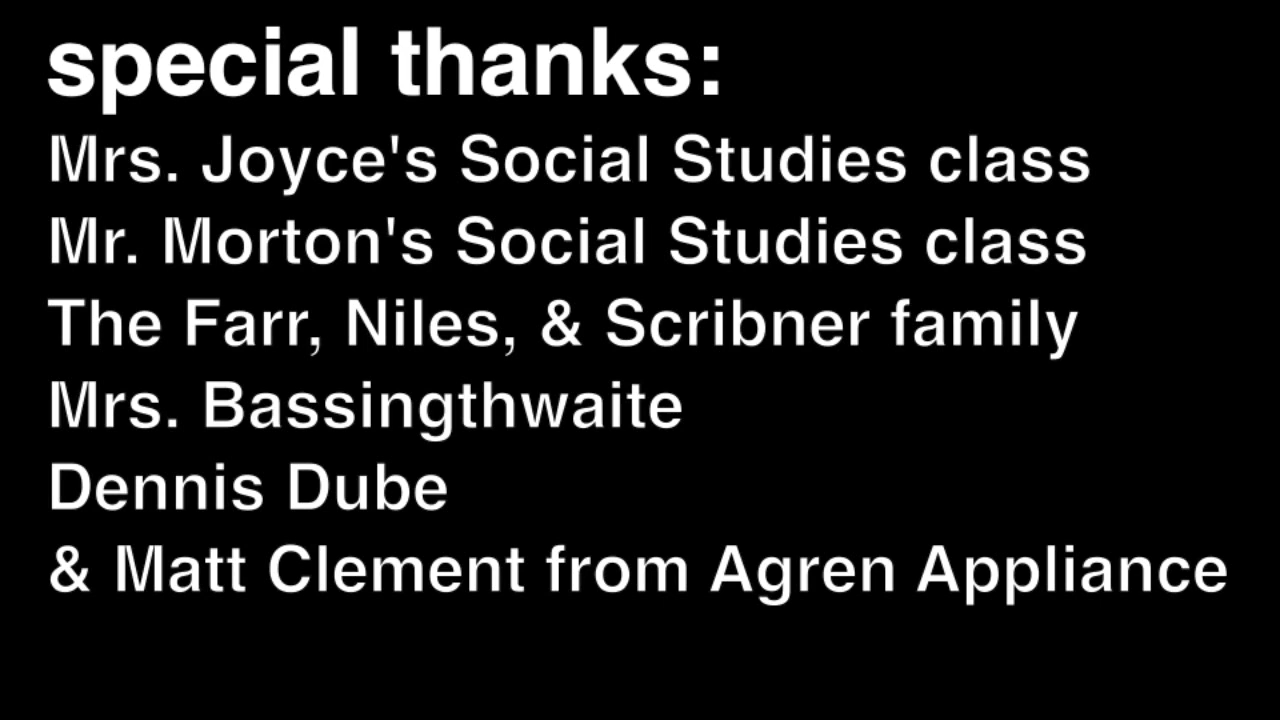 special thanks:
Mrs. Joyce's Social Studies class
Mr. Morton's Social Studies class
The Farr, Niles, & Scribner family
Mrs. Bassingthwaite
Dennis Dube
& Matt Clement from Agren Appliance